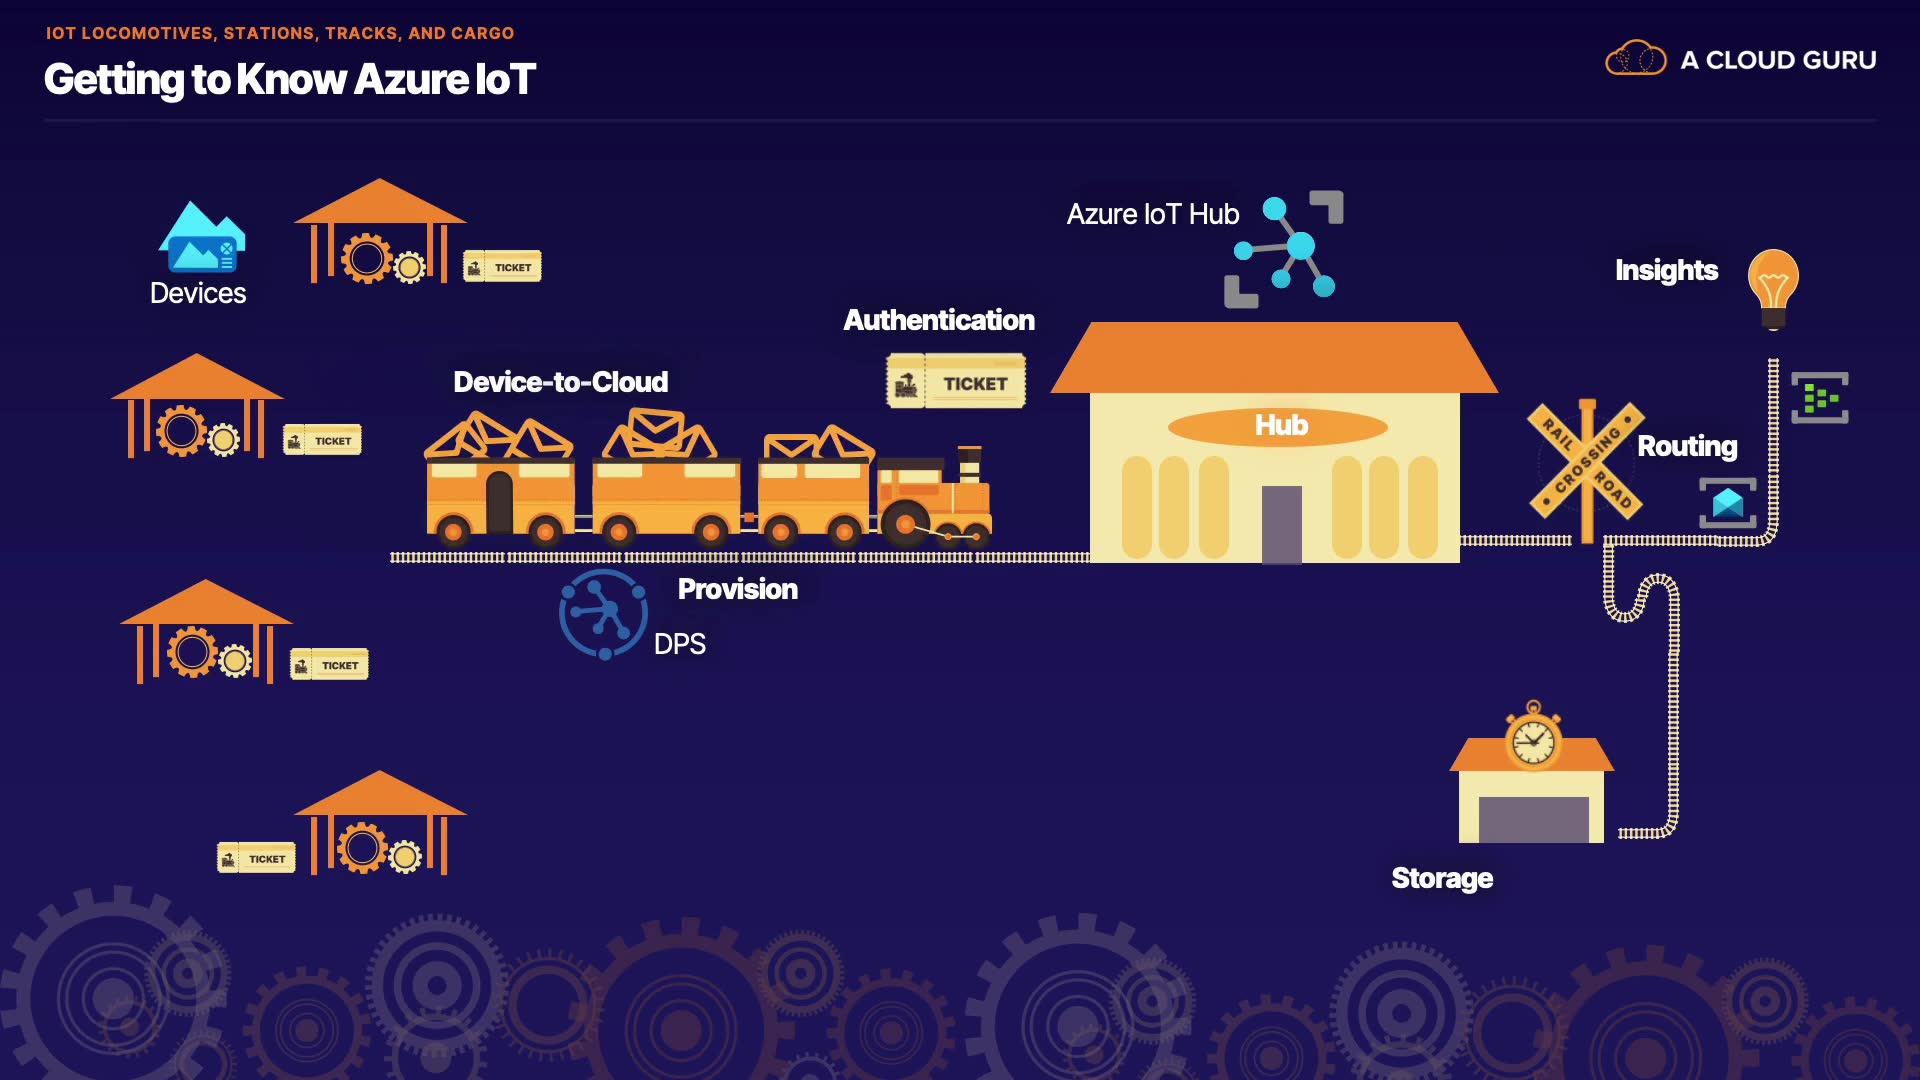 IOT LOCOMOTIVES, STATIONS, TRACKS, AND CARGO
Getting to Know Azure IoT
A CLOUD GURU
Devices
TICKET
Azure IoT Hub
Insights
Authentication
TICKET
Device-to-Cloud
TICKET
Hub
RAIL ROAD
CROSSING
Routing
Provision
DPS
TICKET
TICKET
Storage